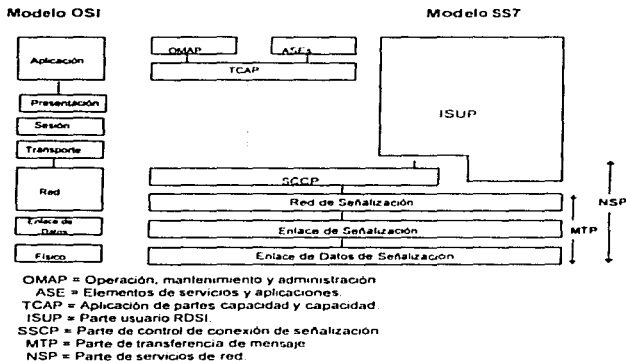 Modelo OSI
Modelo SS7
Aplicación
Presentación
Sesión
Transporte
Red
Enlace de
Datos
Físico
OMAP
ASEs
TCAP
ISUP
SCCP
Red de Señalización
Enlace de Señalización
Enlace de Datos de Señalización
MTP
NSP
OMAP = Operación, mantenimiento y administración
ASE = Elementos de servicios y aplicaciones.
TCAP = Aplicación de partes capacidad y capacidad.
ISUP = Parte usuario RDSI.
SSCP = Parte de control de conexión de señalización
MTP = Parte de transferencia de mensaje
NSP = Parte de servicios de red.